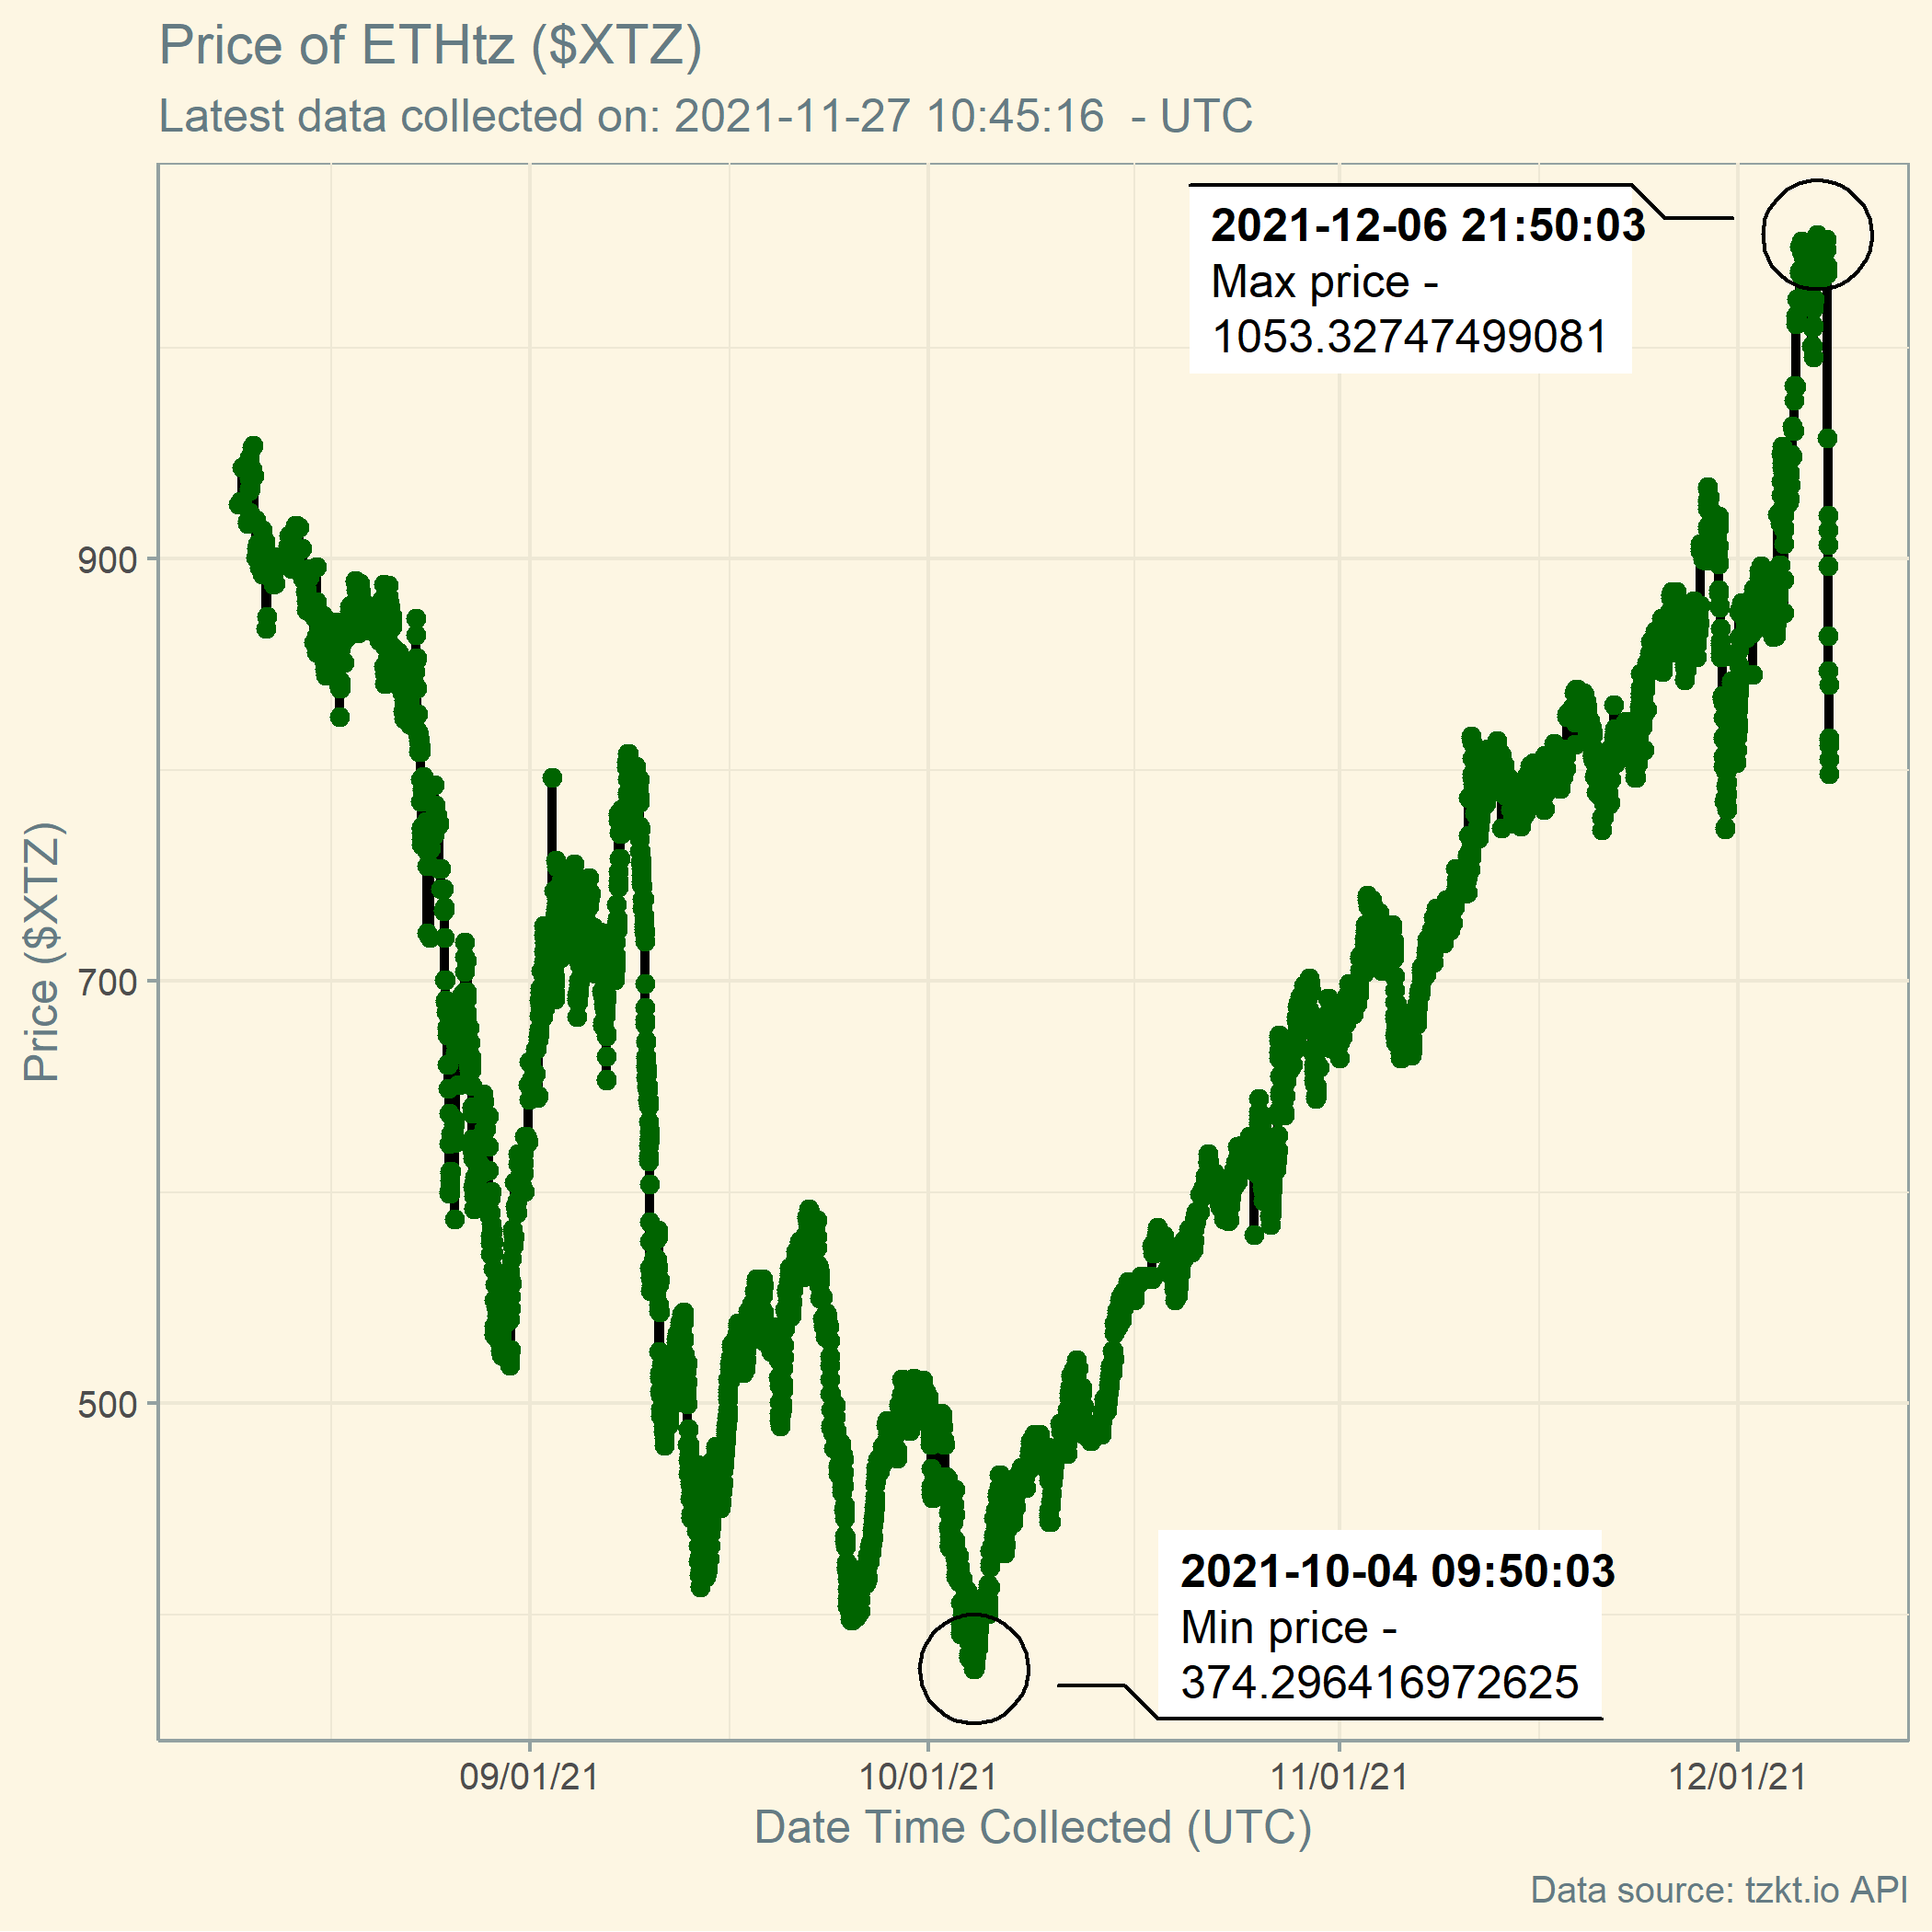 Price of ETHtz ($XTZ)
Latest data collected on: 2021-11-27 10:45:16 - UTC
2021-12-06 21:50:03
Max price -
1053.32747499081
900
700
500
Price ($XTZ)
2021-10-04 09:50:03
Min price -
374.296416972625
09/01/21
10/01/21
11/01/21
12/01/21
Date Time Collected (UTC)
Data source: tzkt.io API